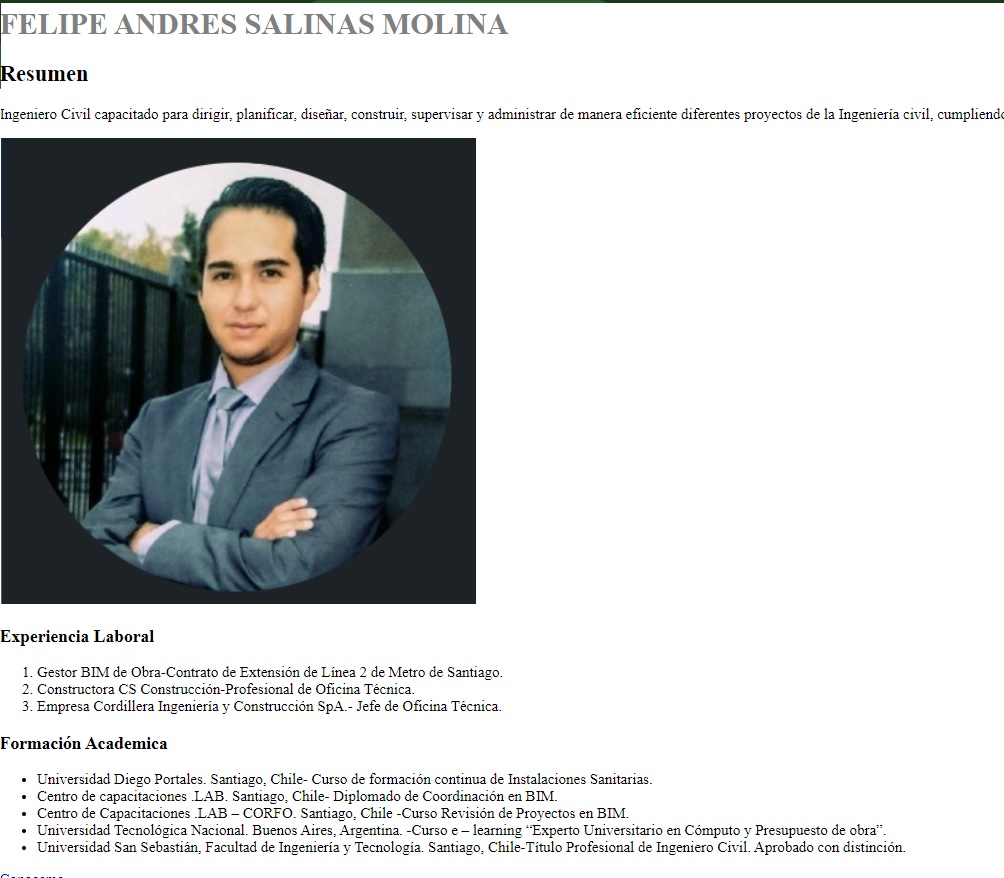 FELIPE ANDRES SALINAS MOLINA
Resumen
Ingeniero Civil capacitado para dirigir, planificar, diseñar, construir, supervisar y administrar de manera eficiente diferentes proyectos de la Ingeniería civil, cumpliendo
Experiencia Laboral
1. Gestor BIM de Obra-Contrato de Extensión de Línea 2 de Metro de Santiago.
2. Constructora CS Construcción-Profesional de Oficina Técnica.
3. Empresa Cordillera Ingeniería y Construcción SpA.- Jefe de Oficina Técnica.
Formación Academica
• Universidad Diego Portales. Santiago, Chile- Curso de formación continua de Instalaciones Sanitarias.
• Centro de capacitaciones .LAB. Santiago, Chile- Diplomado de Coordinación en BIM.
• Centro de Capacitaciones .LAB – CORFO. Santiago, Chile -Curso Revisión de Proyectos en BIM.
• Universidad Tecnológica Nacional. Buenos Aires, Argentina. -Curso e – learning “Experto Universitario en Cómputo y Presupuesto de obra”.
• Universidad San Sebastián, Facultad de Ingeniería y Tecnología. Santiago, Chile-Título Profesional de Ingeniero Civil. Aprobado con distinción.